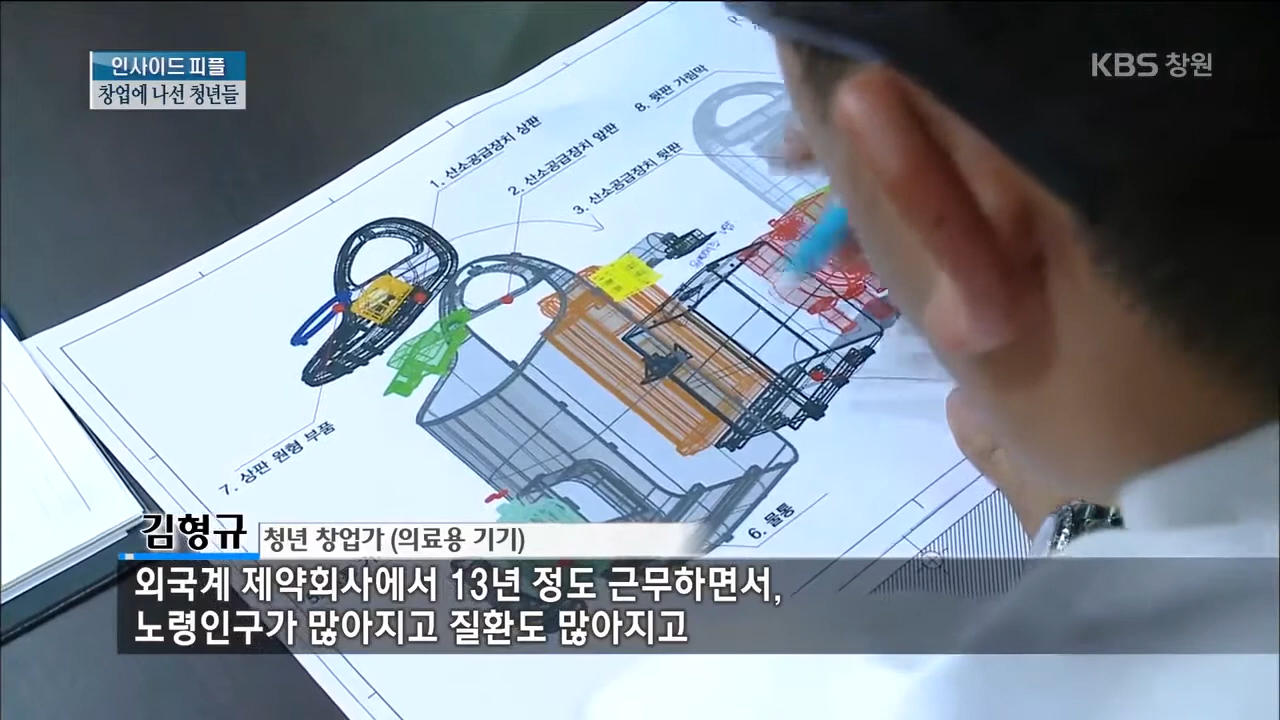 인사이드 피플
창업에 나선 청년들
KBS 창원
8. 뒷판 가림막
1. 산소공급장치 상판
2. 산소공급장치 앞판
3. 산소공급장치 뒷판
7. 상판 원형 부품
6. 물통
김형규
청년 창업가 (의료용 기기)
외국계 제약회사에서 13년 정도 근무하면서,
노령인구가 많아지고 질환도 많아지고